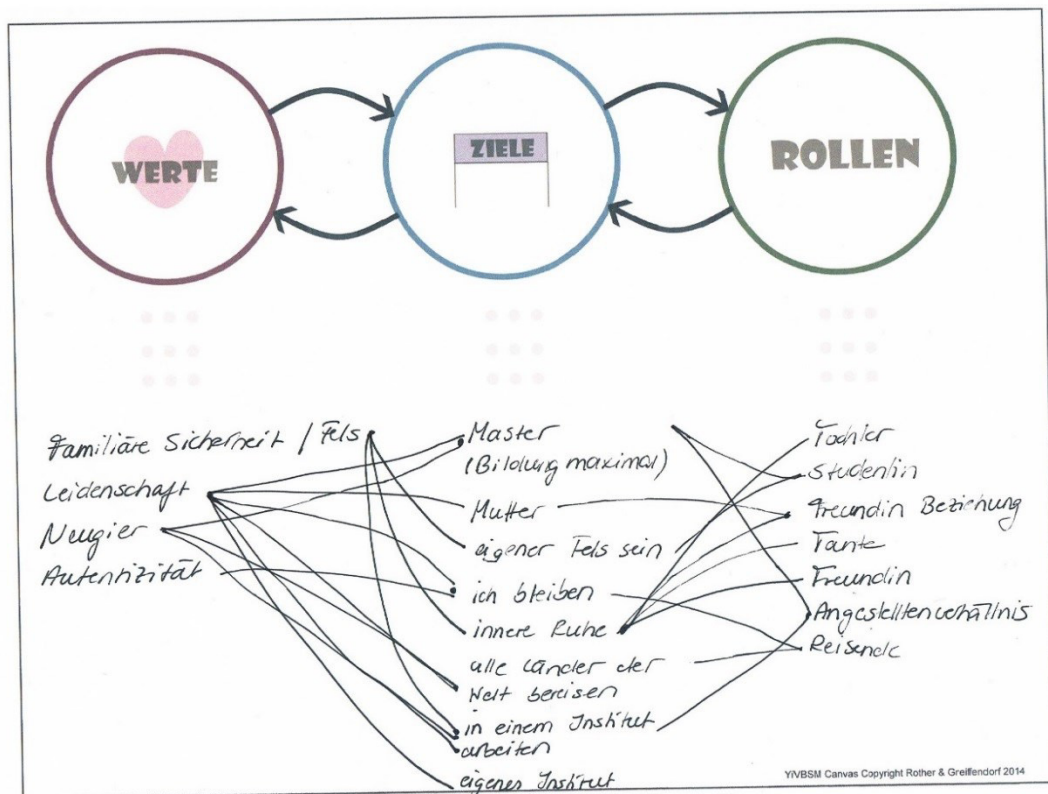 WERTE
ZIELE
ROLLEN
Familiäre Sicherheit / Fels
Leidenschaft
Neugier
Autentizität
Master
(Bildung maximal)
Mutter
eigener Fels sein
ich bleiben
innere Ruhe
alle Länder der
Welt bereisen
in einem Institut
arbeiten
eigenes Institut
Tochter
Studentin
Freundin Beziehung
Tante
Freundin
Angestelltenverhältnis
Reisende
YiVBSM Canvas Copyright Rother & Greiffendorf 2014